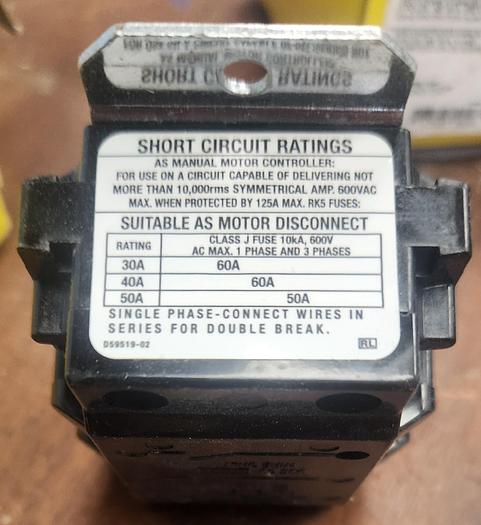 SHORT CIRCUIT RATINGS
AS MANUAL MOTOR CONTROLLER:
FOR USE ON A CIRCUIT CAPABLE OF DELIVERING NOT
MORE THAN 10,000rms SYMMETRICAL AMP. 600VAC
MAX. WHEN PROTECTED BY 125A MAX. RK5 FUSES:
SUITABLE AS MOTOR DISCONNECT
RATING CLASS J FUSE 10kA, 600V
AC MAX. 1 PHASE AND 3 PHASES
30A 60A
40A 60A
50A 50A
SINGLE PHASE-CONNECT WIRES IN
SERIES FOR DOUBLE BREAK.
D59519-02 RL